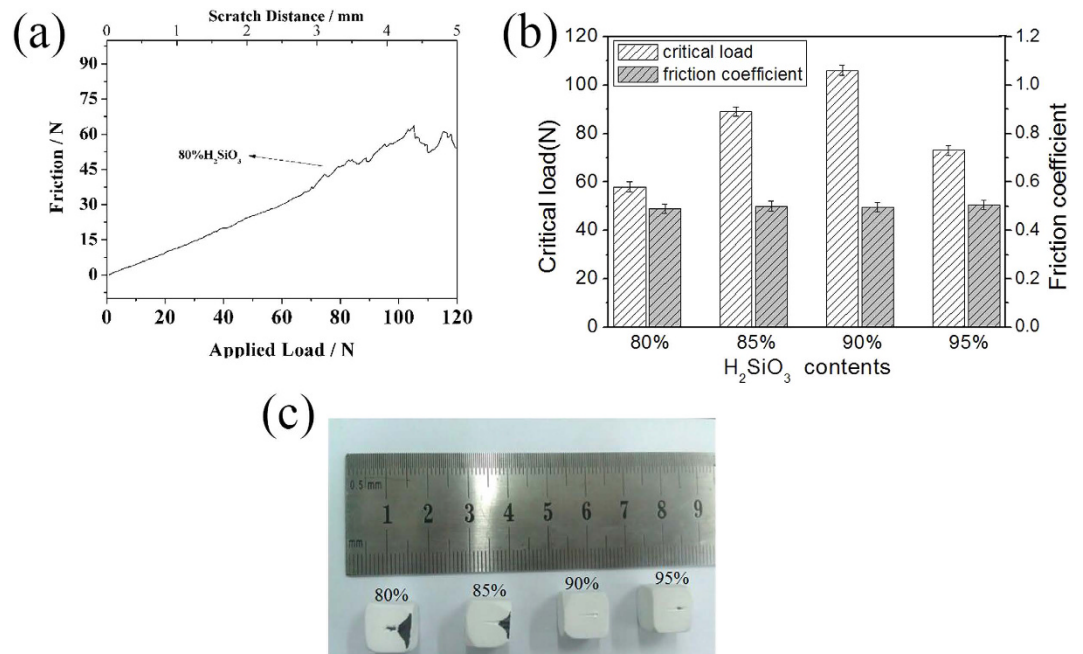 (a)
Scratch Distance / mm
0 1 2 3 4 5
90
75
60
45
30
15
0
Friction / N
80%H₂SiO₃
0 20 40 60 80 100 120
Applied Load / N
(b)
120
100
80
60
40
20
0
Critical load(N)
critical load
friction coefficient
1.2
1.0
0.8
0.6
0.4
0.2
0.0
Friction coefficient
80% 85% 90% 95%
H₂SiO₃ contents
(c)
0.5 mm
1 2 3 4 5 6 7 8 9
mm
80% 85% 90% 95%